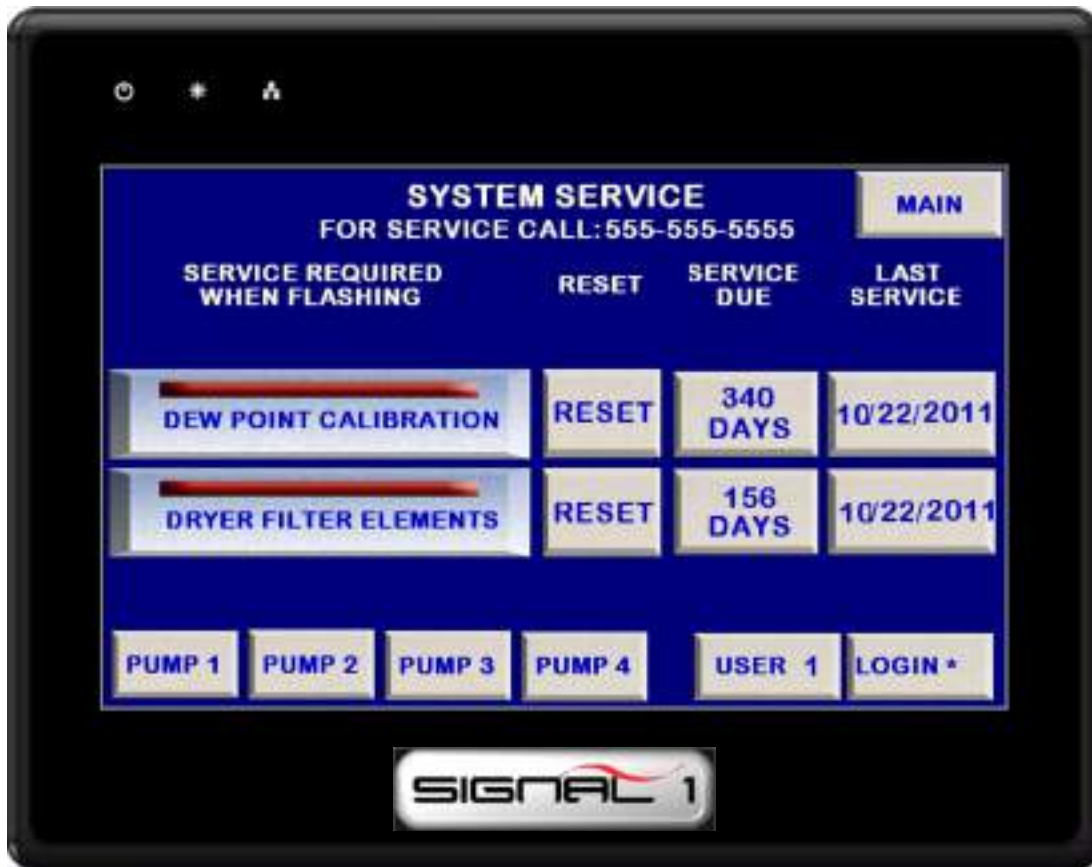 SYSTEM SERVICE
FOR SERVICE CALL:555-555-5555
MAIN
SERVICE REQUIRED
WHEN FLASHING
RESET
SERVICE
DUE
LAST
SERVICE
DEW POINT CALIBRATION
RESET
340
DAYS
10/22/2011
DRYER FILTER ELEMENTS
RESET
156
DAYS
10/22/2011
PUMP 1
PUMP 2
PUMP 3
PUMP 4
USER 1
LOGIN *
SIGNAL 1